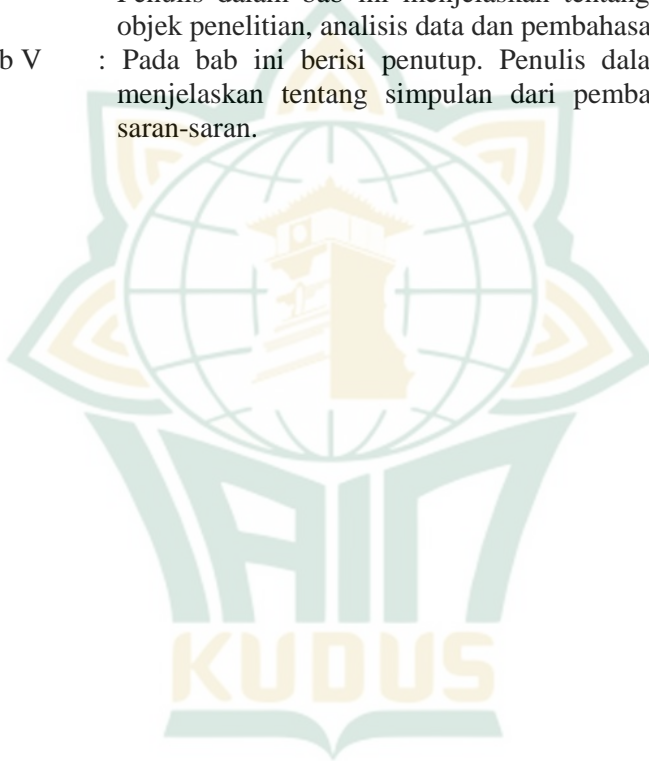 Penulis dalam bab ini menjelaskan tentang
objek penelitian, analisis data dan pembahasa
b V : Pada bab ini berisi penutup. Penulis dala
menjelaskan tentang simpulan dari pemba
saran-saran.
IAIN
KUDUS